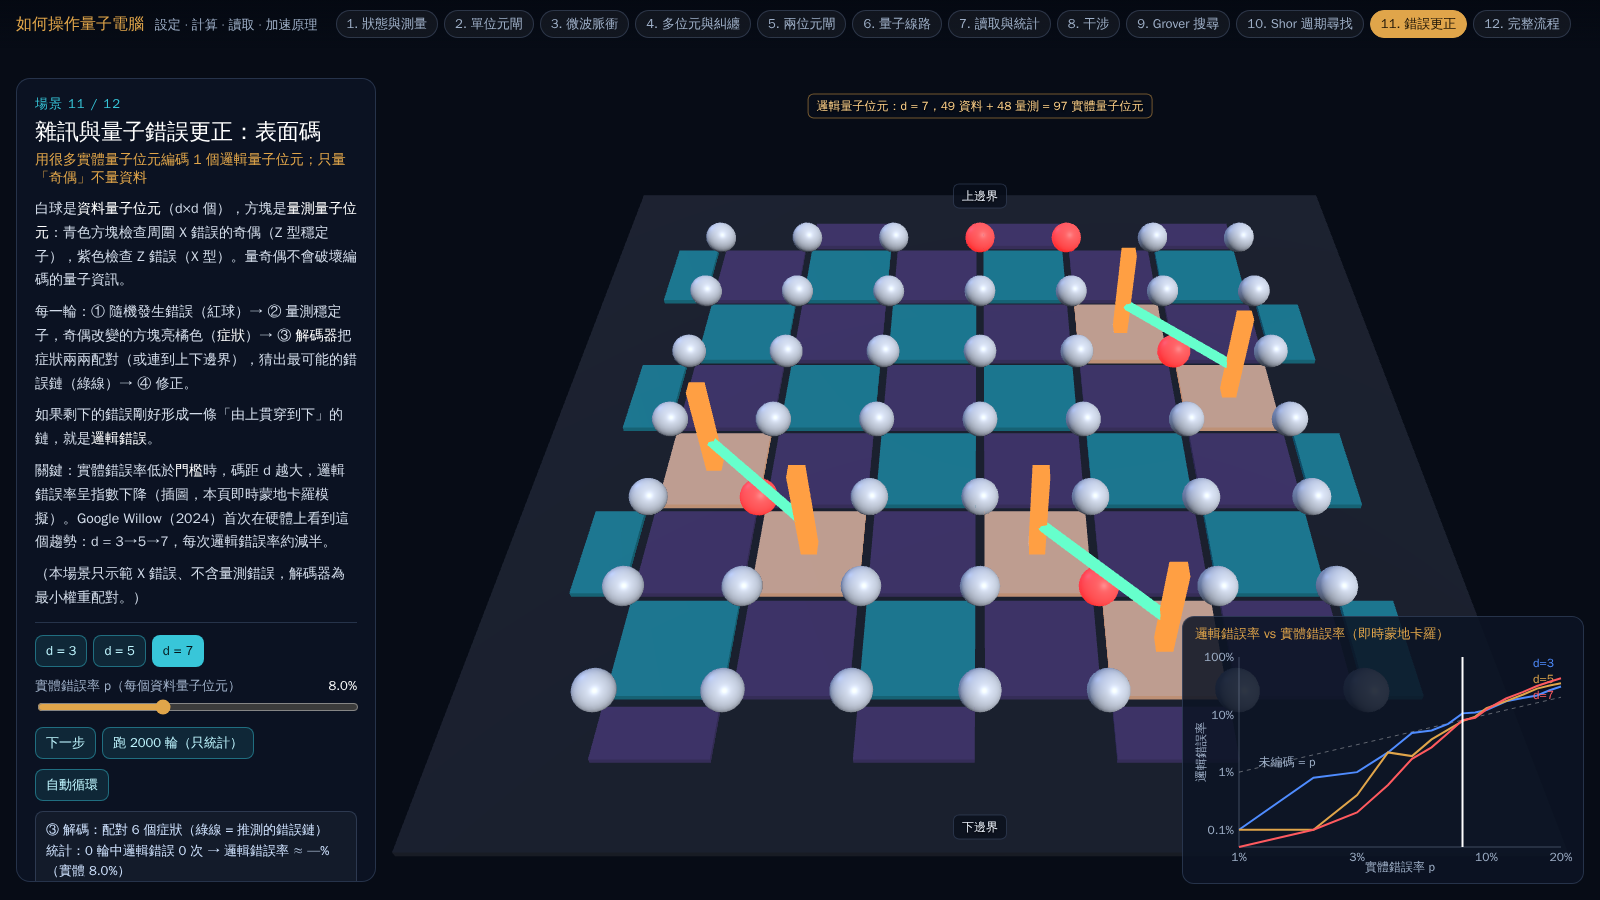 如何操作量子電腦
設定 · 計算 · 讀取 · 加速原理
1. 狀態與測量
2. 單位元閘
3. 微波脈衝
4. 多位元與糾纏
5. 兩位元閘
6. 量子線路
7. 讀取與統計
8. 干涉
9. Grover 搜尋
10. Shor 週期尋找
11. 錯誤更正
12. 完整流程
場景 11 / 12
雜訊與量子錯誤更正：表面碼
用很多實體量子位元編碼 1 個邏輯量子位元；只量
「奇偶」不量資料
白球是資料量子位元（d×d 個），方塊是量測量子位
元：青色方塊檢查周圍 X 錯誤的奇偶（Z 型穩定
子），紫色檢查 Z 錯誤（X 型）。量奇偶不會破壞編
碼的量子資訊。
每一輪：① 隨機發生錯誤（紅球）→ ② 量測穩定
子，奇偶改變的方塊亮橘色（症狀）→ ③ 解碼器把
症狀兩兩配對（或連到上下邊界），猜出最可能的錯
誤鏈（綠線）→ ④ 修正。
如果剩下的錯誤剛好形成一條「由上貫穿到下」的
鏈，就是邏輯錯誤。
關鍵：實體錯誤率低於門檻時，碼距 d 越大，邏輯
錯誤率呈指數下降（插圖，本頁即時蒙地卡羅模
擬）。Google Willow（2024）首次在硬體上看到這
個趨勢：d = 3→5→7，每次邏輯錯誤率約減半。
（本場景只示範 X 錯誤、不含量測錯誤，解碼器為
最小權重配對。）
d = 3
d = 5
d = 7
實體錯誤率 p（每個資料量子位元）
8.0%
下一步
跑 2000 輪（只統計）
自動循環
③ 解碼：配對 6 個症狀（綠線 = 推測的錯誤鏈）
統計：0 輪中邏輯錯誤 0 次 → 邏輯錯誤率 ≈ —%
（實體 8.0%）
邏輯量子位元：d = 7，49 資料 + 48 量測 = 97 實體量子位元
上邊界
下邊界
邏輯錯誤率 vs 實體錯誤率（即時蒙地卡羅）
100%
10%
1%
0.1%
邏輯錯誤率
未編碼 = p
d=3
d=5
d=7
1%
3%
10%
20%
實體錯誤率 p